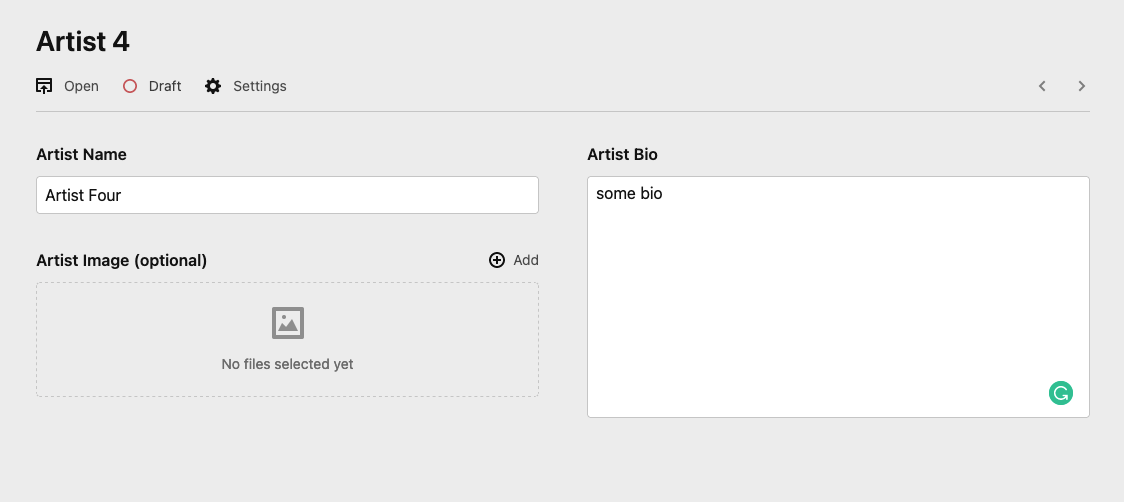 Artist 4
Open Draft Settings
Artist Name
Artist Four
Artist Image (optional) Add
No files selected yet
Artist Bio
some bio